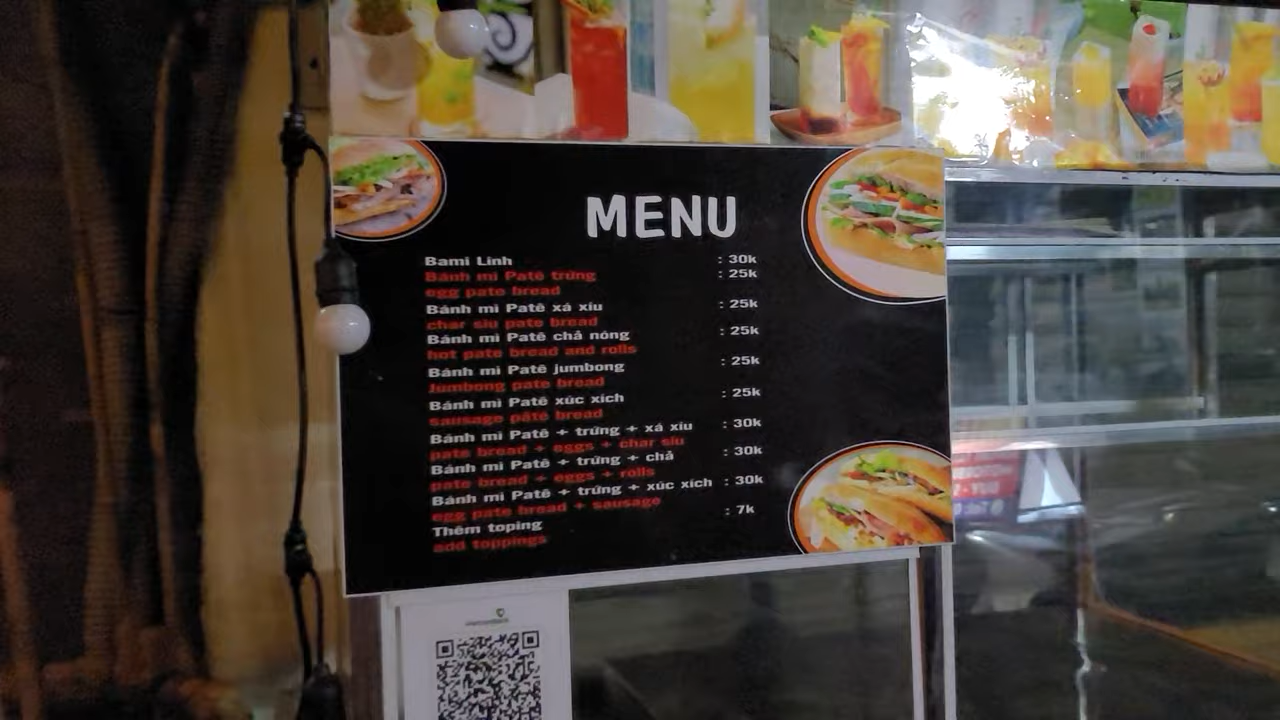 MENU
Bami Linh : 30k
Bánh mì Patê trứng : 25k
egg pate bread
Bánh mì Patê xá xíu : 25k
char siu pate bread
Bánh mì Patê chả nóng : 25k
hot pate bread and rolls
Bánh mì Patê jumbong : 25k
Jumbong pate bread
Bánh mì Patê xúc xích : 25k
sausage pate bread
Bánh mì Patê + trứng + xá xíu : 30k
pate bread + eggs + char siu
Bánh mì Patê + trứng + chả : 30k
pate bread + eggs + rolls
Bánh mì Patê + trứng + xúc xích : 30k
egg pate bread + sausage
Thêm toping : 7k
add toppings